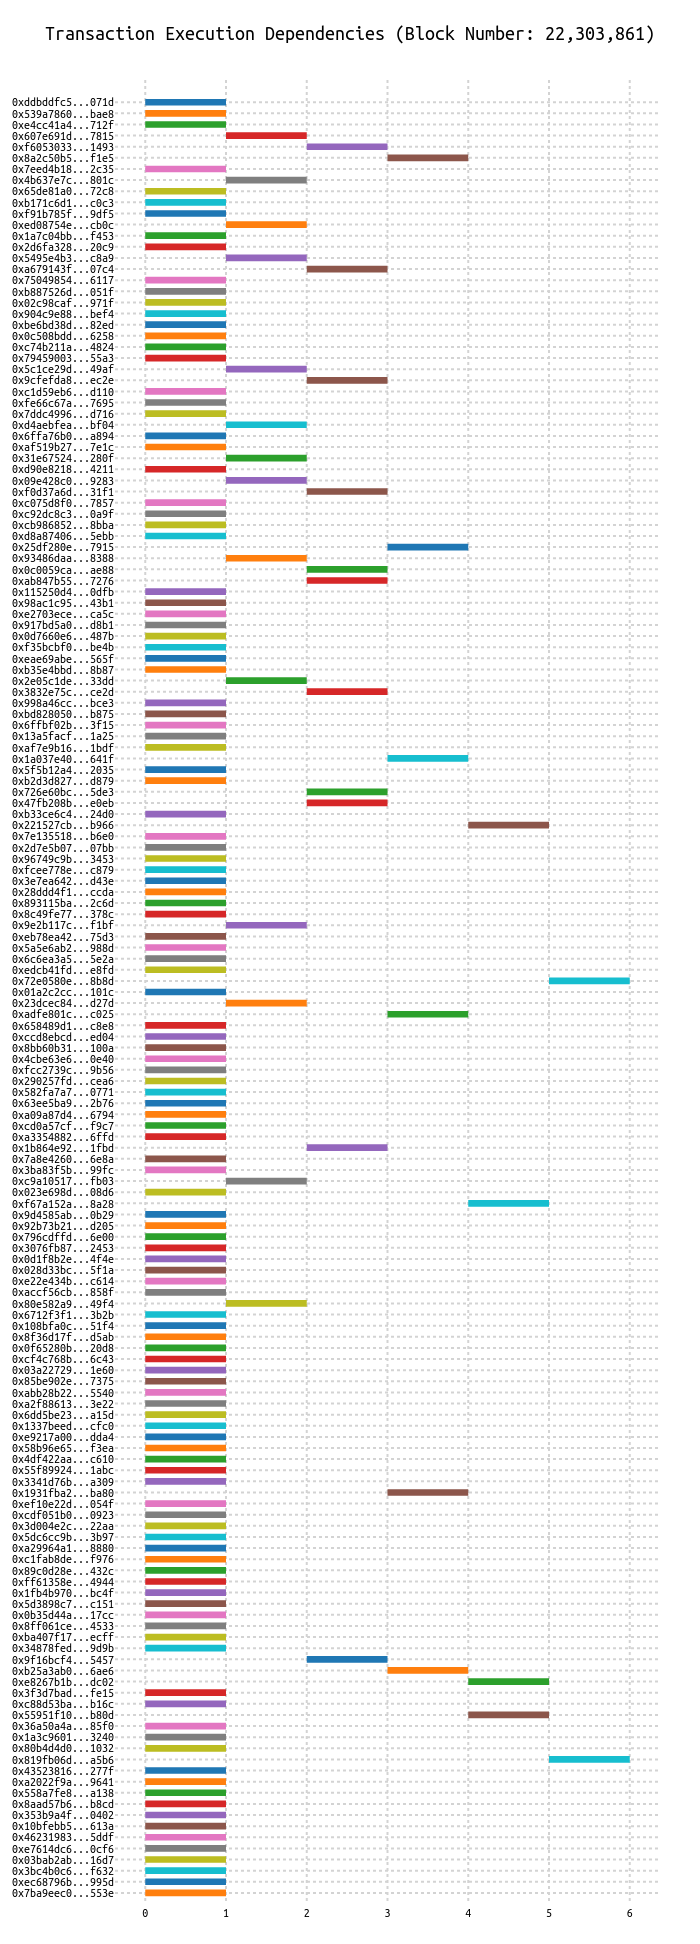 Transaction Execution Dependencies (Block Number: 22,303,861)
0xddbddfc5...071d
0x539a7860...bae8
0xe4cc41a4...712f
0x607e691d...7815
0xf6053033...1493
0x8a2c50b5...f1e5
0x7eed4b18...2c35
0x4b637e7c...801c
0x65de81a0...72c8
0xb171c6d1...c0c3
0xf91b785f...9df5
0xed08754e...cb0c
0x1a7c04bb...f453
0x2d6fa328...20c9
0x5495e4b3...c8a9
0xa679143f...07c4
0x75049854...6117
0xb887526d...051f
0x02c98caf...971f
0x904c9e88...bef4
0xbe6bd38d...82ed
0x0c508bdd...6258
0xc74b211a...4824
0x79459003...55a3
0x5c1ce29d...49af
0x9cfefda8...ec2e
0xc1d59eb6...d110
0xfe66c67a...7695
0x7ddc4996...d716
0xd4aebfea...bf04
0x6ffa76b0...a894
0xaf519b27...7e1c
0x31e67524...280f
0xd90e8218...4211
0x09e428c0...9283
0xf0d37a6d...31f1
0xc075d8f0...7857
0xc92dc8c3...0a9f
0xcb986852...8bba
0xd8a87406...5ebb
0x25df280e...7915
0x93486daa...8388
0x0c0059ca...ae88
0xab847b55...7276
0x115250d4...0dfb
0x98ac1c95...43b1
0xe2703ece...ca5c
0x917bd5a0...d8b1
0x0d7660e6...487b
0xf35bcbf0...be4b
0xeae69abe...565f
0xb35e4bbd...8b87
0x2e05c1de...33dd
0x3832e75c...ce2d
0x998a46cc...bce3
0xbd828050...b875
0x6ffbf02b...3f15
0x13a5facf...1a25
0xaf7e9b16...1bdf
0x1a037e40...641f
0x5f5b12a4...2035
0xb2d3d827...d879
0x726e60bc...5de3
0x47fb208b...e0eb
0xb33ce6c4...24d0
0x221527cb...b966
0x7e135518...b6e0
0x2d7e5b07...07bb
0x96749c9b...3453
0xfcee778e...c879
0x3e7ea642...d43e
0x28ddd4f1...ccda
0x893115ba...2c6d
0x8c49fe77...378c
0x9e2b117c...f1bf
0xeb78ea42...75d3
0x5a5e6ab2...988d
0x6c6ea3a5...5e2a
0xedcb41fd...e8fd
0x72e0580e...8b8d
0x01a2c2cc...101c
0x23dcec84...d27d
0xadfe801c...c025
0x658489d1...c8e8
0xccd8ebcd...ed04
0x8bb60b31...100a
0x4cbe63e6...0e40
0xfcc2739c...9b56
0x290257fd...cea6
0x582fa7a7...0771
0x63ee5ba9...2b76
0xa09a87d4...6794
0xcd0a57cf...f9c7
0xa3354882...6ffd
0x1b864e92...1fbd
0x7a8e4260...6e8a
0x3ba83f5b...99fc
0xc9a10517...fb03
0x023e698d...08d6
0xf67a152a...8a28
0x9d4585ab...0b29
0x92b73b21...d205
0x796cdffd...6e00
0x3076fb87...2453
0x0d1f8b2e...4f4e
0x028d33bc...5f1a
0xe22e434b...c614
0xaccf56cb...858f
0x80e582a9...49f4
0x6712f3f1...3b2b
0x108bfa0c...51f4
0x8f36d17f...d5ab
0x0f65280b...20d8
0xcf4c768b...6c43
0x03a22729...1e60
0x85be902e...7375
0xabb28b22...5540
0xa2f88613...3e22
0x6dd5be23...a15d
0x1337beed...cfc0
0xe9217a00...dda4
0x58b96e65...f3ea
0x4df422aa...c610
0x55f89924...1abc
0x3341d76b...a309
0x1931fba2...ba80
0xef10e22d...054f
0xcdf051b0...0923
0x3d004e2c...22aa
0x5dc6cc9b...3b97
0xa29964a1...8880
0xc1fab8de...f976
0x89c0d28e...432c
0xff61358e...4944
0x1fb4b970...bc4f
0x5d3898c7...c151
0x0b35d44a...17cc
0x8ff061ce...4533
0xba407f17...ecff
0x34878fed...9d9b
0x9f16bcf4...5457
0xb25a3ab0...6ae6
0xe8267b1b...dc02
0x3f3d7bad...fe15
0xc88d53ba...b16c
0x55951f10...b80d
0x36a50a4a...85f0
0x1a3c9601...3240
0x80b4d4d0...1032
0x819fb06d...a5b6
0x43523816...277f
0xa2022f9a...9641
0x558a7fe8...a138
0x8aad57b6...b8cd
0x353b9a4f...0402
0x10bfebb5...613a
0x46231983...5ddf
0xe7614dc6...0cf6
0x03bab2ab...16d7
0x3bc4b0c6...f632
0xec68796b...995d
0x7ba9eec0...553e
0 1 2 3 4 5 6